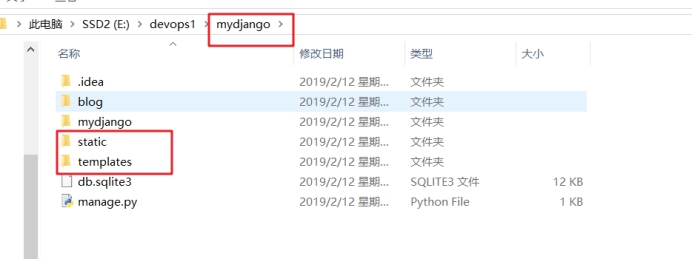 此电脑 > SSD2 (E:) > devops1 > mydjango >
名称 修改日期 类型 大小
.idea 2019/2/12 星期... 文件夹
blog 2019/2/12 星期... 文件夹
mydjango 2019/2/12 星期... 文件夹
static 2019/2/12 星期... 文件夹
templates 2019/2/12 星期... 文件夹
db.sqlite3 2019/2/12 星期... SQLITE3 文件 12 KB
manage.py 2019/2/12 星期... Python File 1 KB